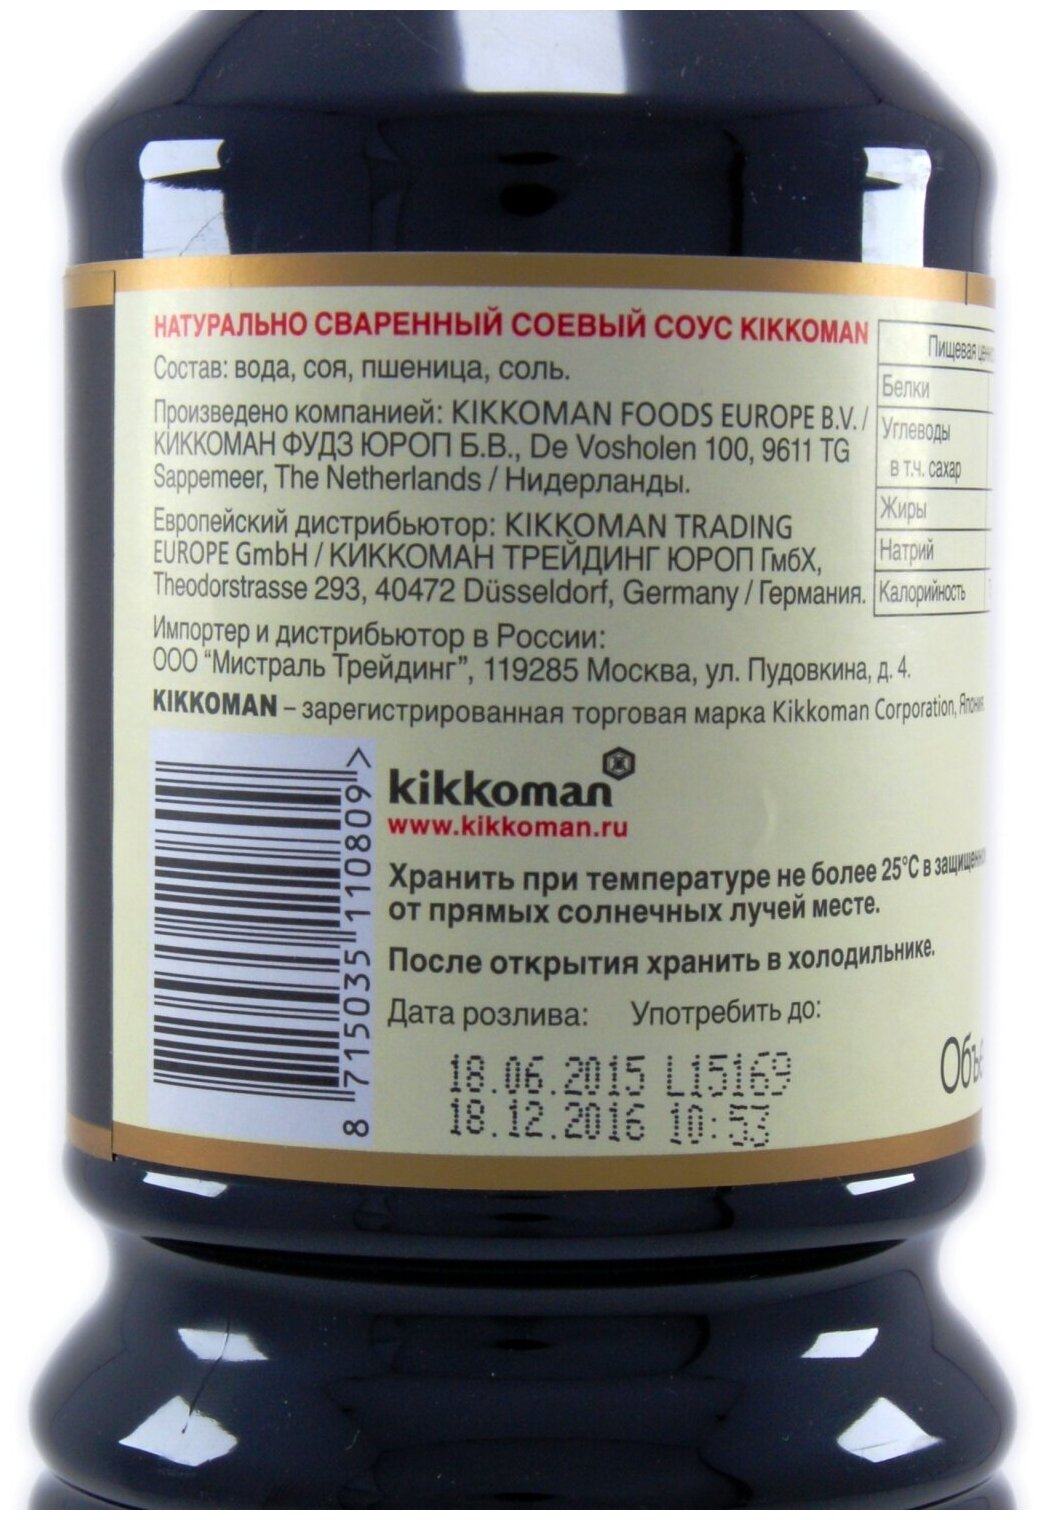 НАТУРАЛЬНО СВАРЕННЫЙ СОЕВЫЙ СОУС KIKKOMAN
Состав: вода, соя, пшеница, соль.
Произведено компанией: KIKKOMAN FOODS EUROPE B.V. /
КИККОМАН ФУДЗ ЮРОП Б.В., De Vosholen 100, 9611 TG
Sappemeer, The Netherlands / Нидерланды.
Европейский дистрибьютор: KIKKOMAN TRADING
EUROPE GmbH / КИККОМАН ТРЕЙДИНГ ЮРОП ГмбХ,
Theodorstrasse 293, 40472 Düsseldorf, Germany / Германия.
Импортер и дистрибьютор в России:
ООО “Мистраль Трейдинг”, 119285 Москва, ул. Пудовкина, д. 4.
KIKKOMAN – зарегистрированная торговая марка Kikkoman Corporation, Япония
Пищевая
Белки
Углеводы
в т.ч. сахар
Жиры
Натрий
Калорийность
8 715035 110809 >
kikkoman
www.kikkoman.ru
Хранить при температуре не более 25°C в
от прямых солнечных лучей месте.
После открытия хранить в холодильнике.
Дата розлива: Употребить до:
18.06.2015 L15169
18.12.2016 10:53